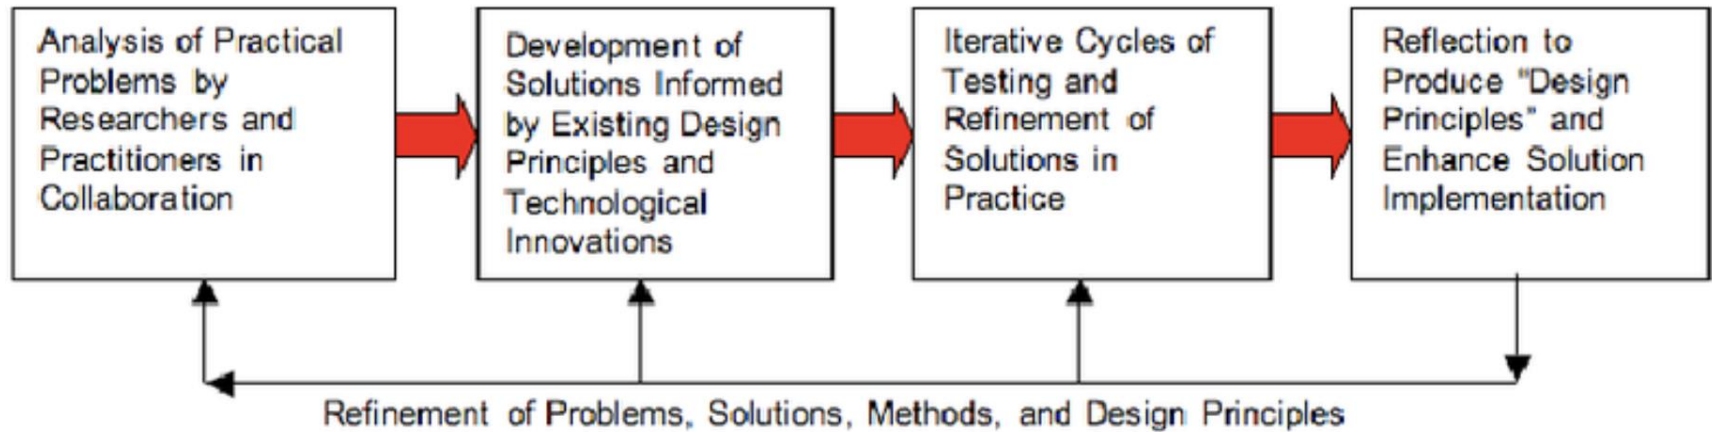 Analysis of Practical
Problems by
Researchers and
Practitioners in
Collaboration
Development of
Solutions Informed
by Existing Design
Principles and
Technological
Innovations
Iterative Cycles of
Testing and
Refinement of
Solutions in
Practice
Reflection to
Produce "Design
Principles" and
Enhance Solution
Implementation
Refinement of Problems, Solutions, Methods, and Design Principles